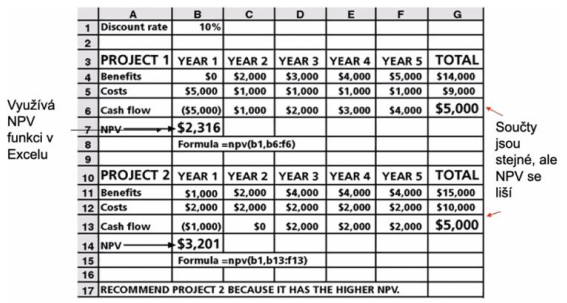 A B C D E F G
1 Discount rate 10%
2
3 PROJECT 1 YEAR 1 YEAR 2 YEAR 3 YEAR 4 YEAR 5 TOTAL
4 Benefits $0 $2,000 $3,000 $4,000 $5,000 $14,000
5 Costs $5,000 $1,000 $1,000 $1,000 $1,000 $9,000
6 Cash flow ($5,000) $1,000 $2,000 $3,000 $4,000 $5,000
7 NPV $2,316
8 Formula =npv(b1,b6:f6)
9
10 PROJECT 2 YEAR 1 YEAR 2 YEAR 3 YEAR 4 YEAR 5 TOTAL
11 Benefits $1,000 $2,000 $4,000 $4,000 $4,000 $15,000
12 Costs $2,000 $2,000 $2,000 $2,000 $2,000 $10,000
13 Cash flow ($1,000) $0 $2,000 $2,000 $2,000 $5,000
14 NPV $3,201
15 Formula =npv(b1,b13:f13)
16
17 RECOMMEND PROJECT 2 BECAUSE IT HAS THE HIGHER NPV.
Využívá
NPV
funkci v
Excelu
Součty
jsou
stejné, ale
NPV se
liší